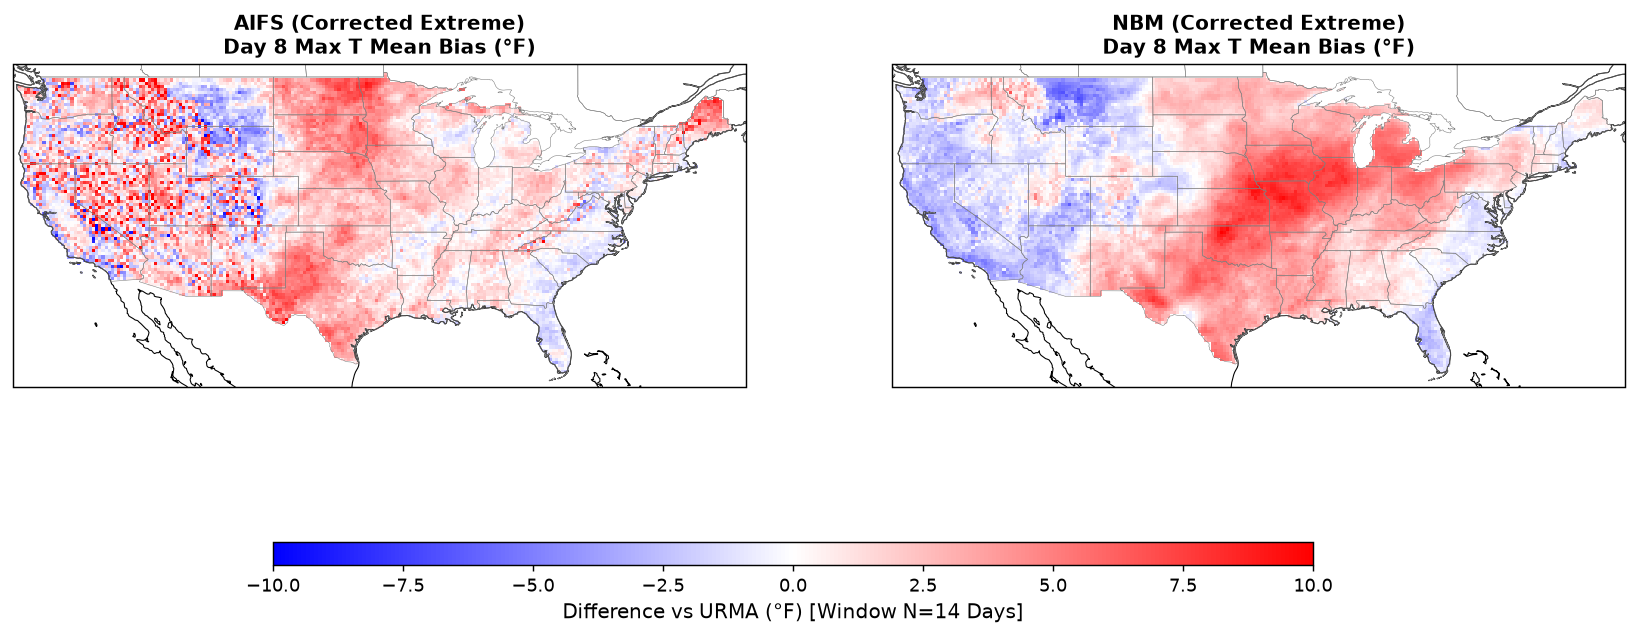 AIFS (Corrected Extreme)
Day 8 Max T Mean Bias (°F)
NBM (Corrected Extreme)
Day 8 Max T Mean Bias (°F)
−10.0 −7.5 −5.0 −2.5 0.0 2.5 5.0 7.5 10.0
Difference vs URMA (°F) [Window N=14 Days]